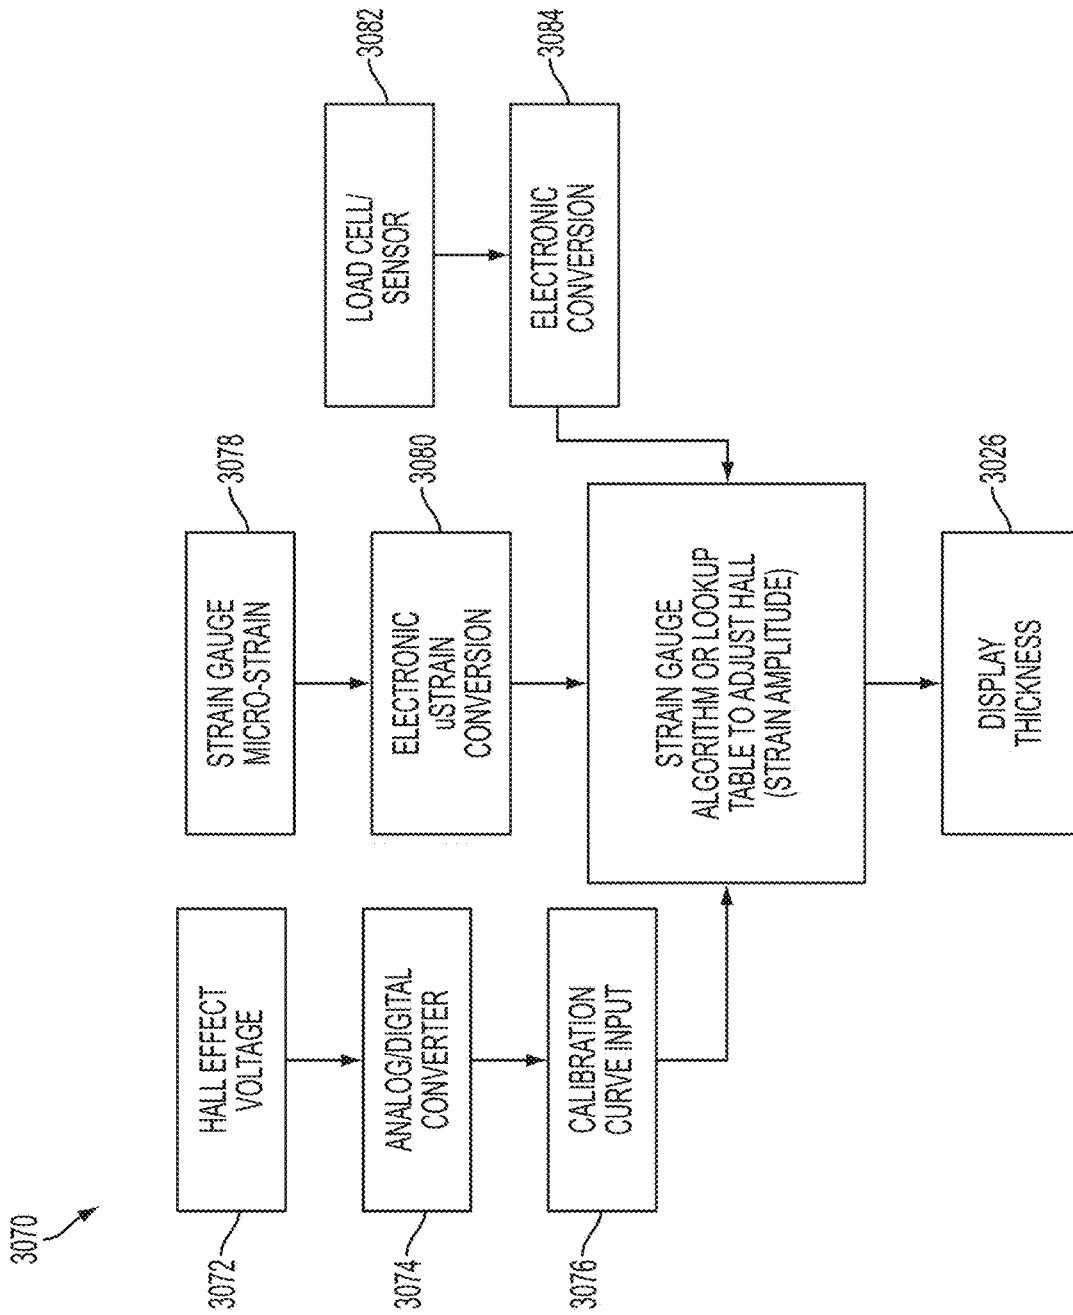 3070
3072
HALL EFFECT
VOLTAGE
3074
ANALOG/DIGITAL
CONVERTER
3076
CALIBRATION
CURVE INPUT
3078
STRAIN GAUGE
MICRO-STRAIN
3080
ELECTRONIC
uSTRAIN
CONVERSION
3082
LOAD CELL/
SENSOR
3084
ELECTRONIC
CONVERSION
STRAIN GAUGE
ALGORITHM OR LOOKUP
TABLE TO ADJUST HALL
(STRAIN AMPLITUDE)
3026
DISPLAY
THICKNESS